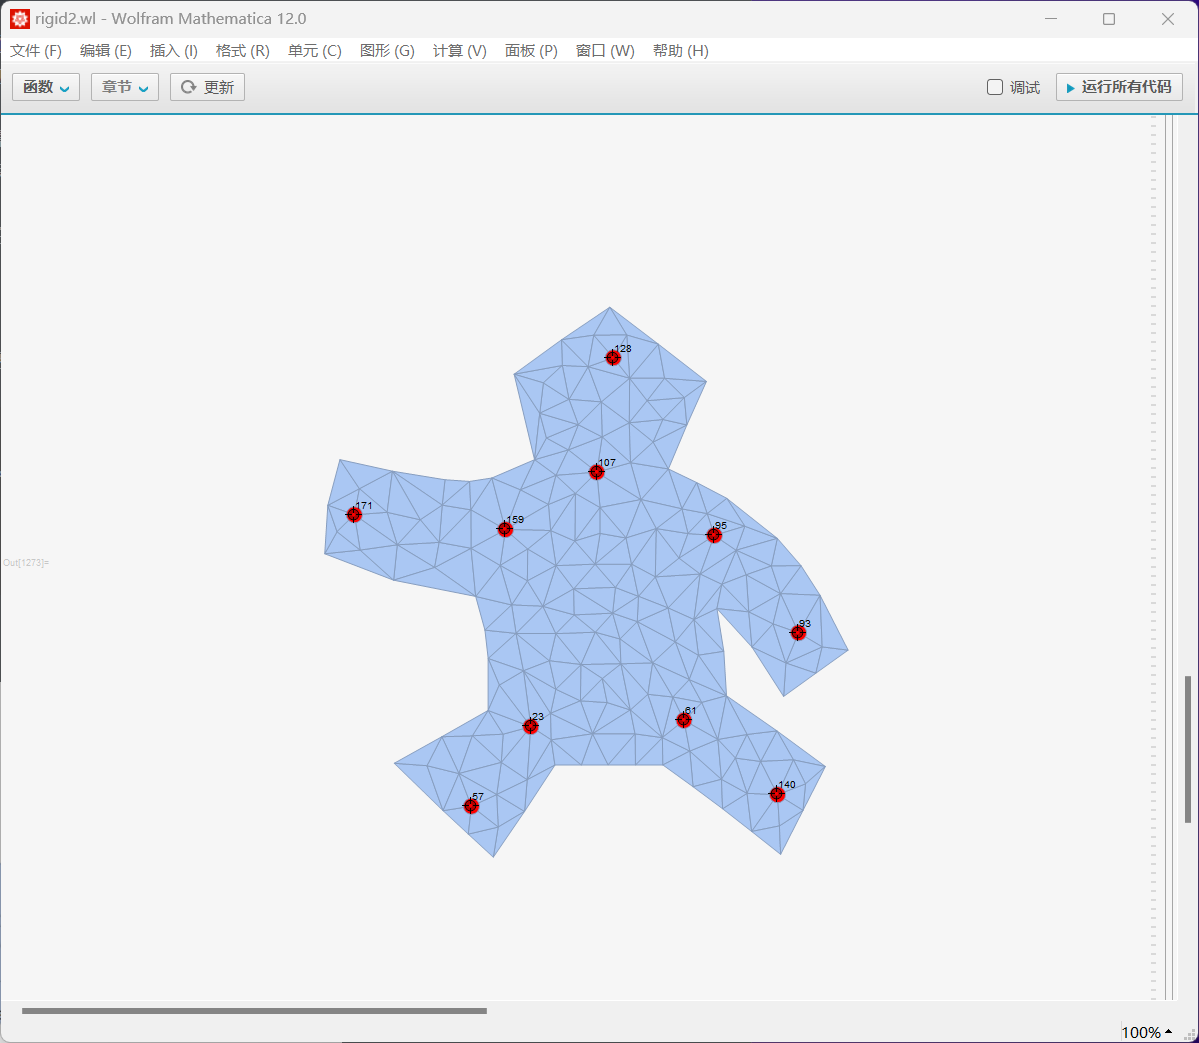 rigid2.wl - Wolfram Mathematica 12.0
文件 (F) 编辑 (E) 插入 (I) 格式 (R) 单元 (C) 图形 (G) 计算 (V) 面板 (P) 窗口 (W) 帮助 (H)
函数 章节 更新 调试 运行所有代码
128
107
171
159
95
93
61
23
140
57
Out[1273]=
100%